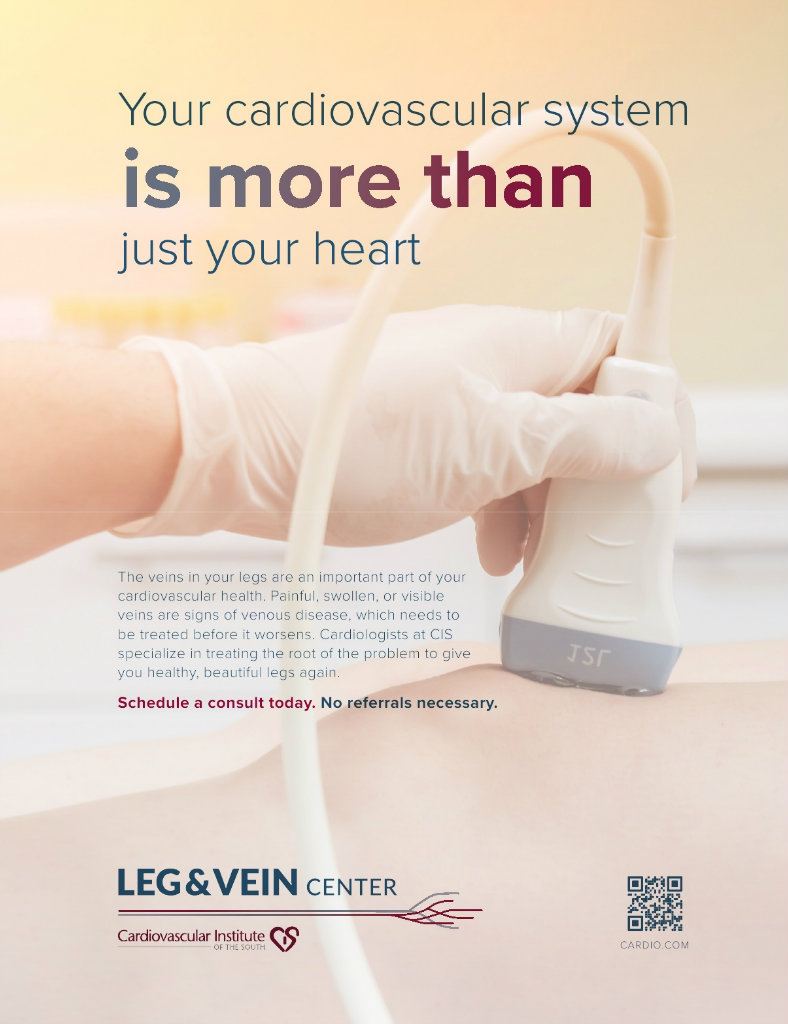 Your cardiovascular system
is more than
just your heart
The veins in your legs are an important part of your
cardiovascular health. Painful, swollen, or visible
veins are signs of venous disease, which needs to
be treated before it worsens. Cardiologists at CIS
specialize in treating the root of the problem to give
you healthy, beautiful legs again.
Schedule a consult today. No referrals necessary.
LEG&VEIN CENTER
Cardiovascular Institute
OF THE SOUTH
CARDIO.COM